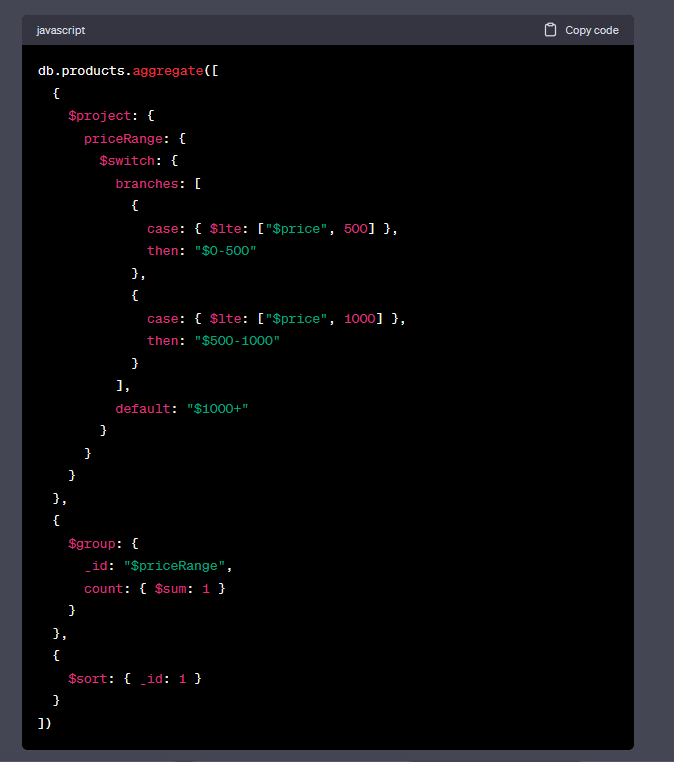 javascript
Copy code
db.products.aggregate([
  {
    $project: {
      priceRange: {
        $switch: {
          branches: [
            {
              case: { $lte: ["$price", 500] },
              then: "$0-500"
            },
            {
              case: { $lte: ["$price", 1000] },
              then: "$500-1000"
            }
          ],
          default: "$1000+"
        }
      }
    }
  },
  {
    $group: {
      _id: "$priceRange",
      count: { $sum: 1 }
    }
  },
  {
    $sort: { _id: 1 }
  }
])